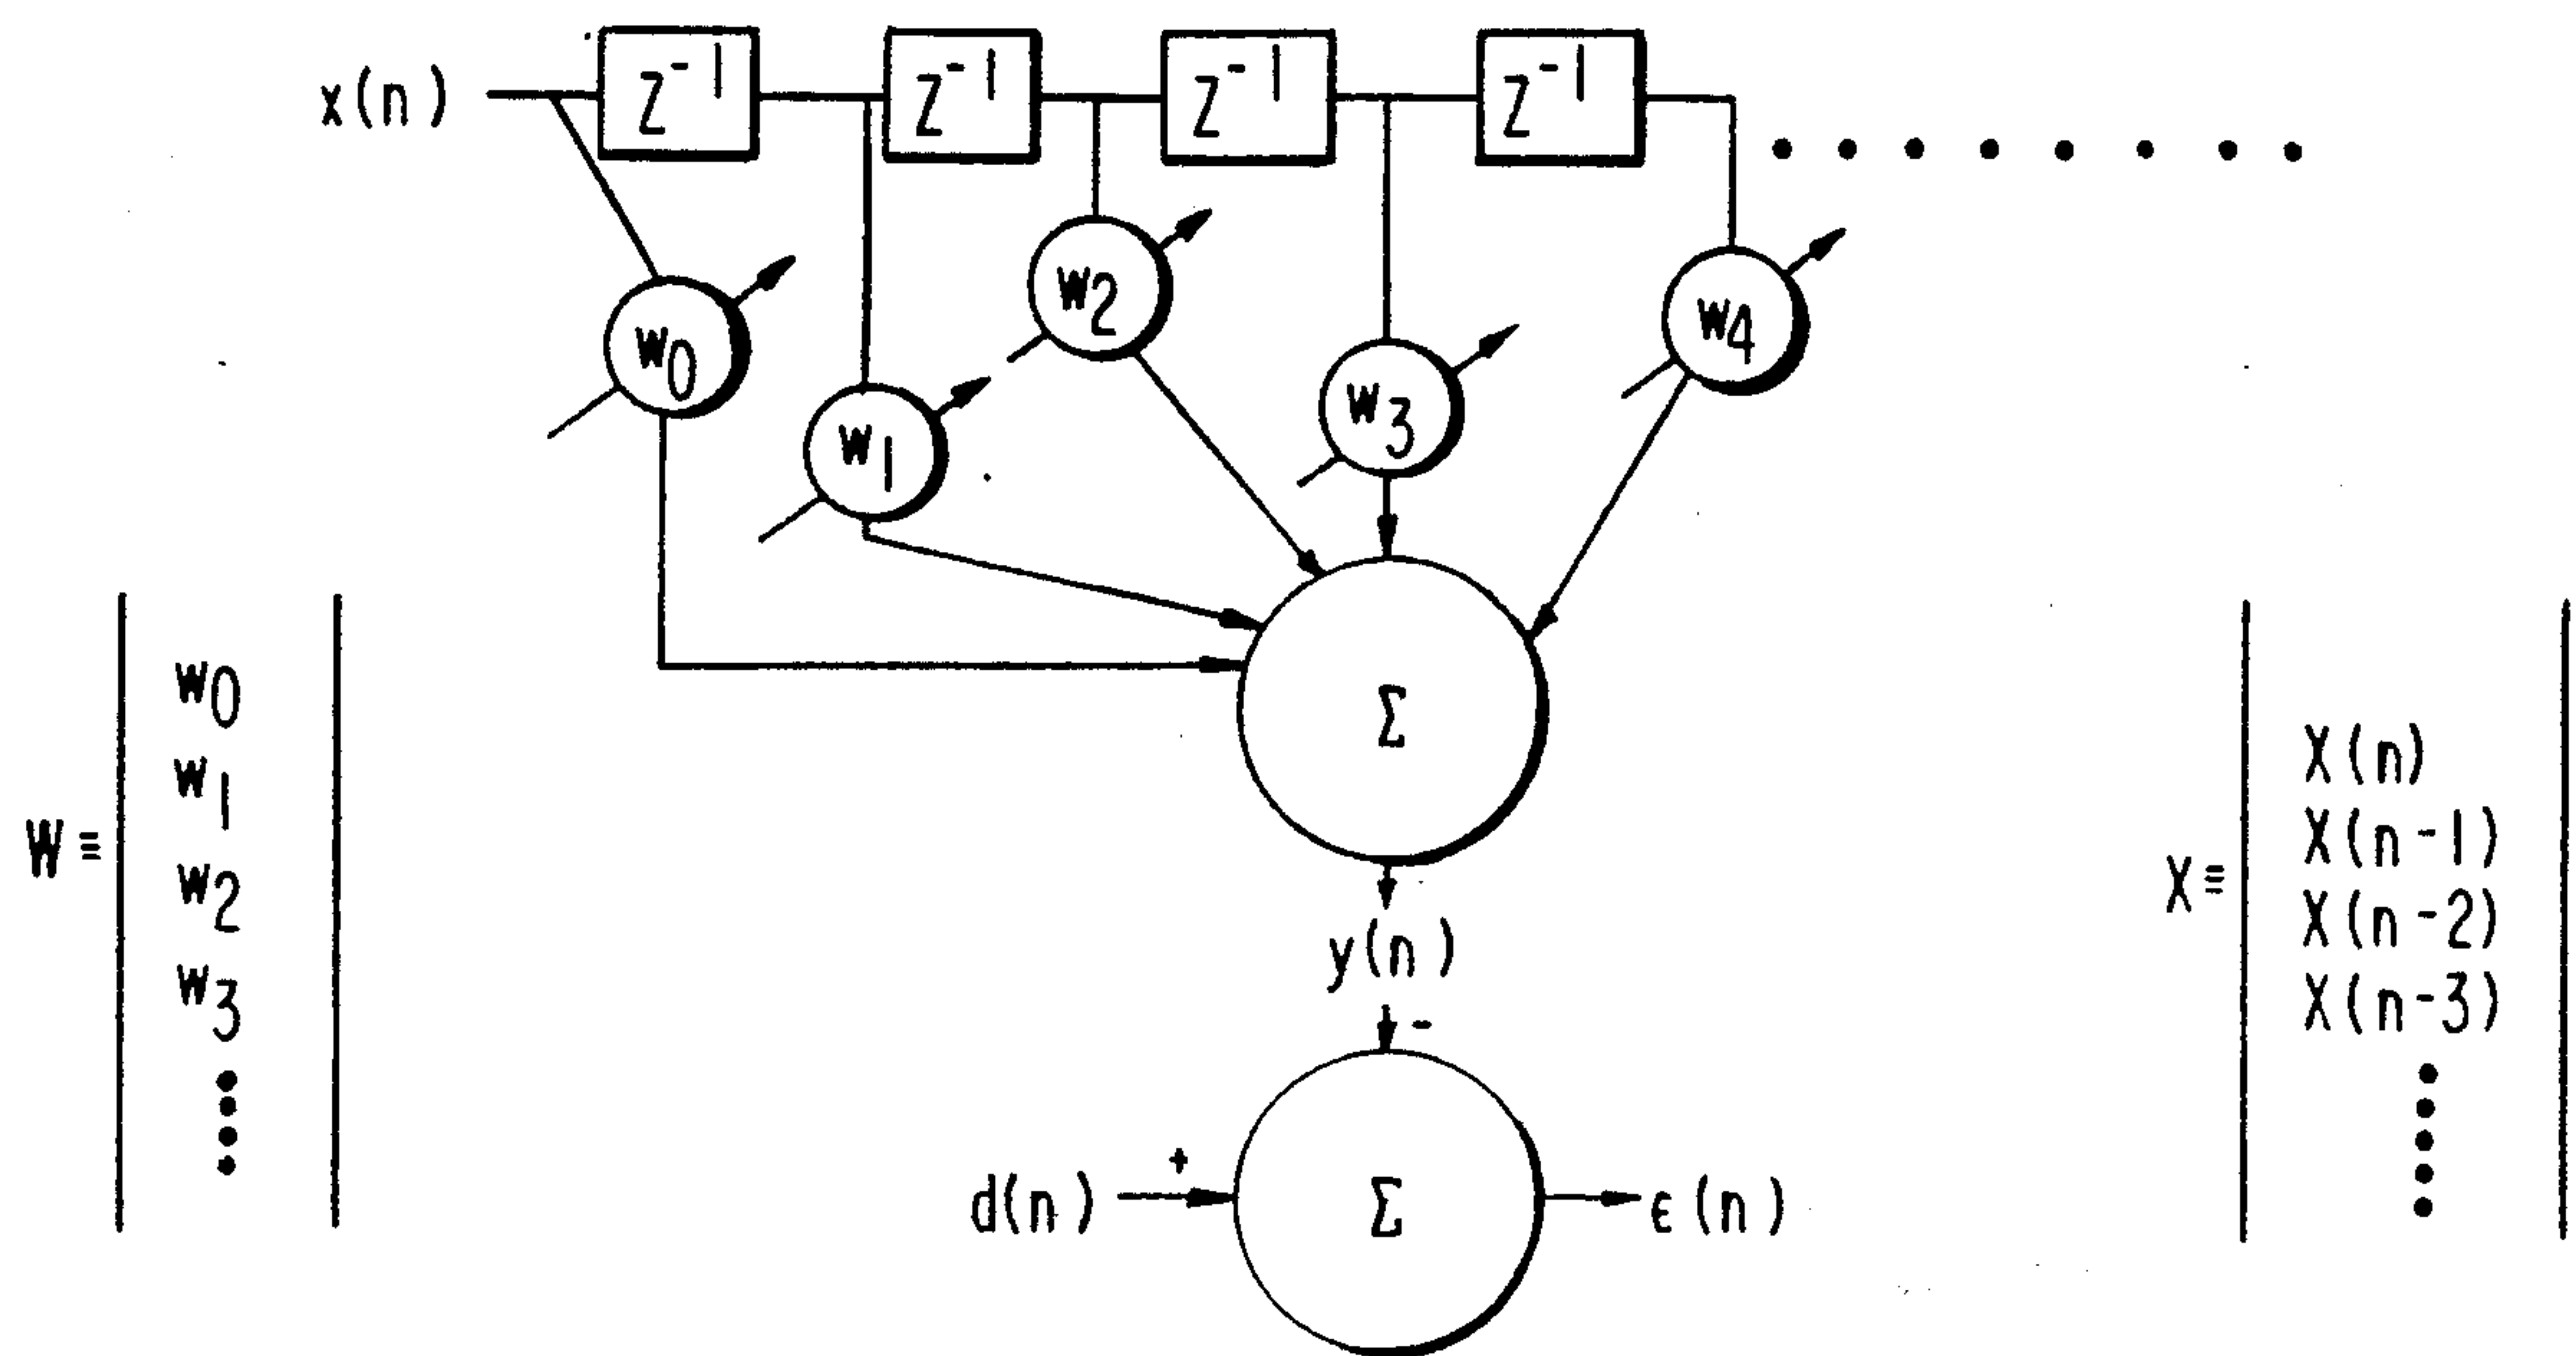 x(n) Z⁻¹ Z⁻¹ Z⁻¹ Z⁻¹ ........
w₀ w₁ w₂ w₃ w₄
Σ
W≡
w₀
w₁
w₂
w₃
X≡
X(n)
X(n-1)
X(n-2)
X(n-3)
y(n)
-
d(n) + Σ ϵ(n)